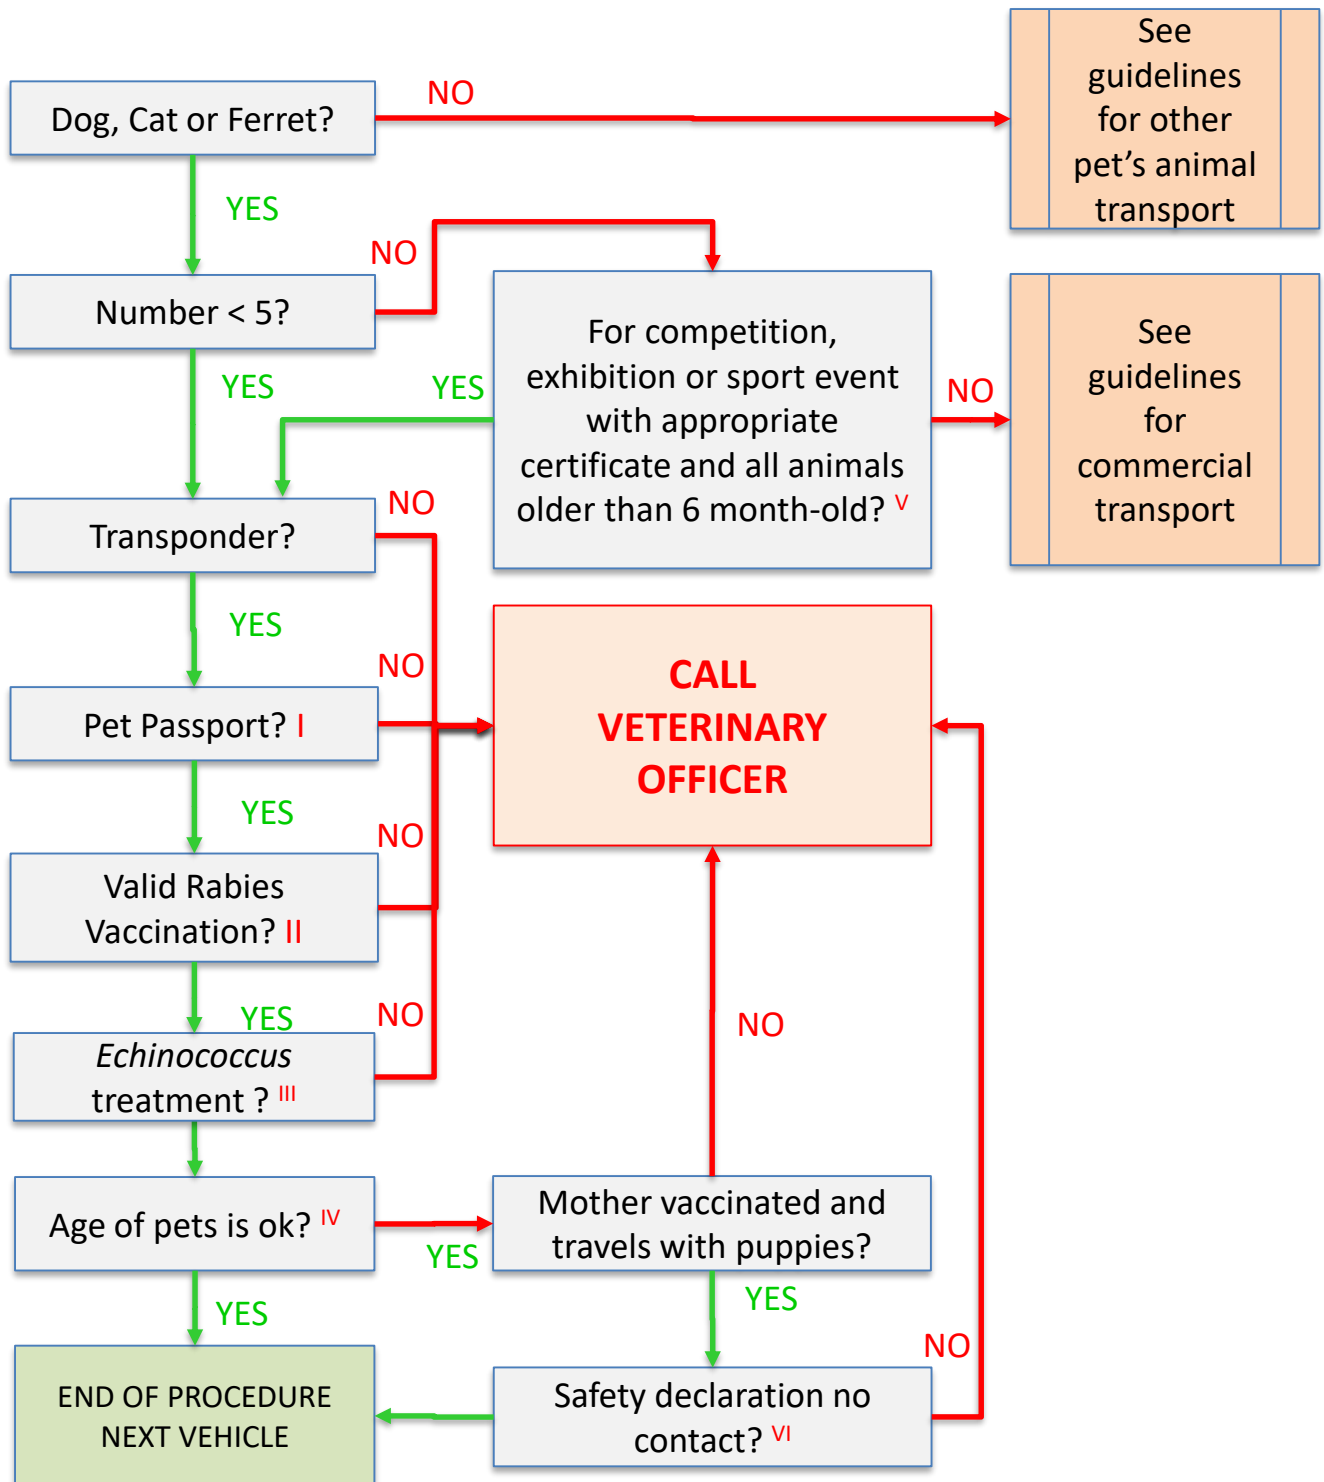 Dog, Cat or Ferret?
NO
See
guidelines
for other
pet's animal
transport
YES
NO
Number < 5?
For competition,
exhibition or sport event
with appropriate
certificate and all animals
older than 6 month-old? V
YES
YES
NO
See
guidelines
for
commercial
transport
NO
Transponder?
YES
NO
CALL
VETERINARY
OFFICER
Pet Passport? I
YES
NO
Valid Rabies
Vaccination? II
YES
NO
NO
Echinococcus
treatment ? III
Age of pets is ok? IV
YES
Mother vaccinated and
travels with puppies?
YES
YES
NO
END OF PROCEDURE
NEXT VEHICLE
Safety declaration no
contact? VI